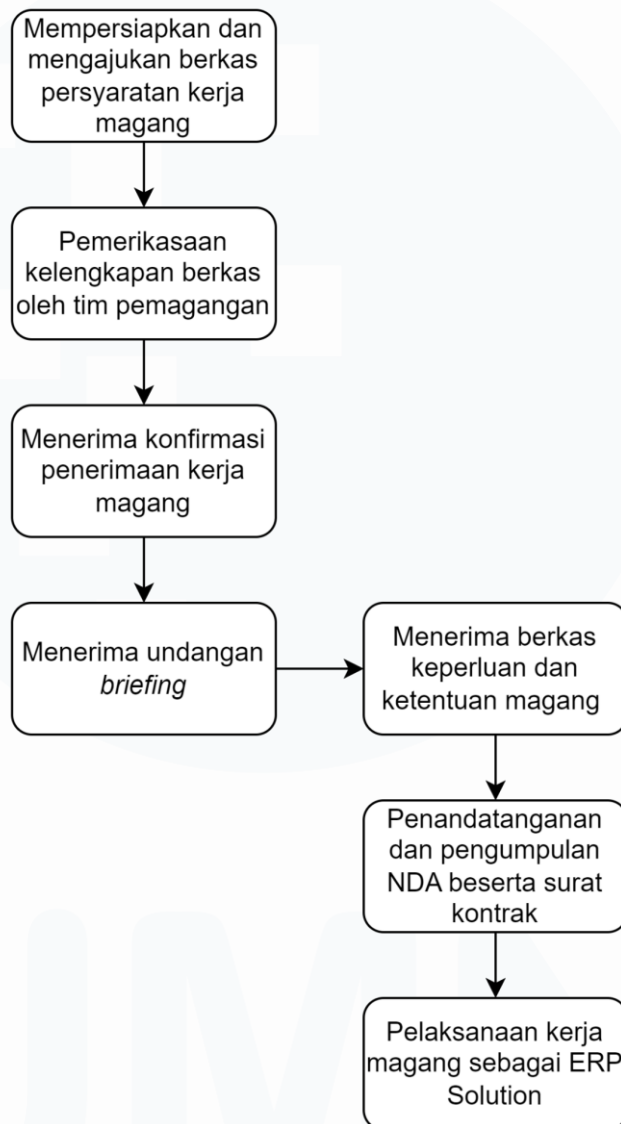 Mempersiapkan dan
mengajukan berkas
persyaratan kerja
magang
Pemerikasaan
kelengkapan berkas
oleh tim pemagangan
Menerima konfirmasi
penerimaan kerja
magang
Menerima undangan
briefing
Menerima berkas
keperluan dan
ketentuan magang
Penandatanganan
dan pengumpulan
NDA beserta surat
kontrak
Pelaksanaan kerja
magang sebagai ERP
Solution